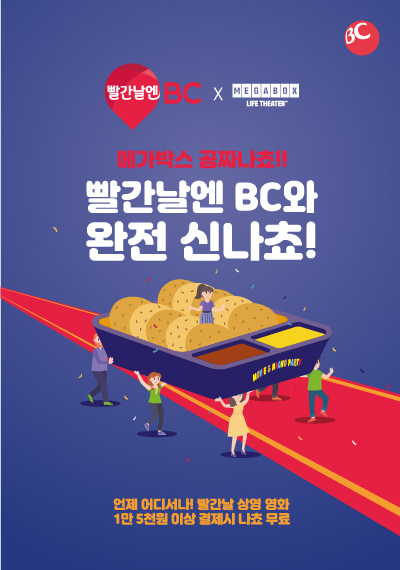 BC
빨간날엔 BC X MEGABOX
LIFE THEATER™
메가박스 공짜나쵸!!
빨간날엔 BC와
완전 신나쵸!
MOVIE & NACHO PARTY
언제 어디서나! 빨간날 상영 영화
1만 5천원 이상 결제시 나쵸 무료